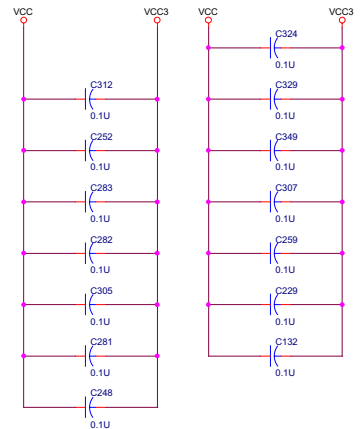 VCC VCC3 VCC VCC3
C324
0.1U
C312 C329
0.1U 0.1U
C252 C349
0.1U 0.1U
C283 C307
0.1U 0.1U
C282 C259
0.1U 0.1U
C305 C229
0.1U 0.1U
C281 C132
0.1U 0.1U
C248
0.1U